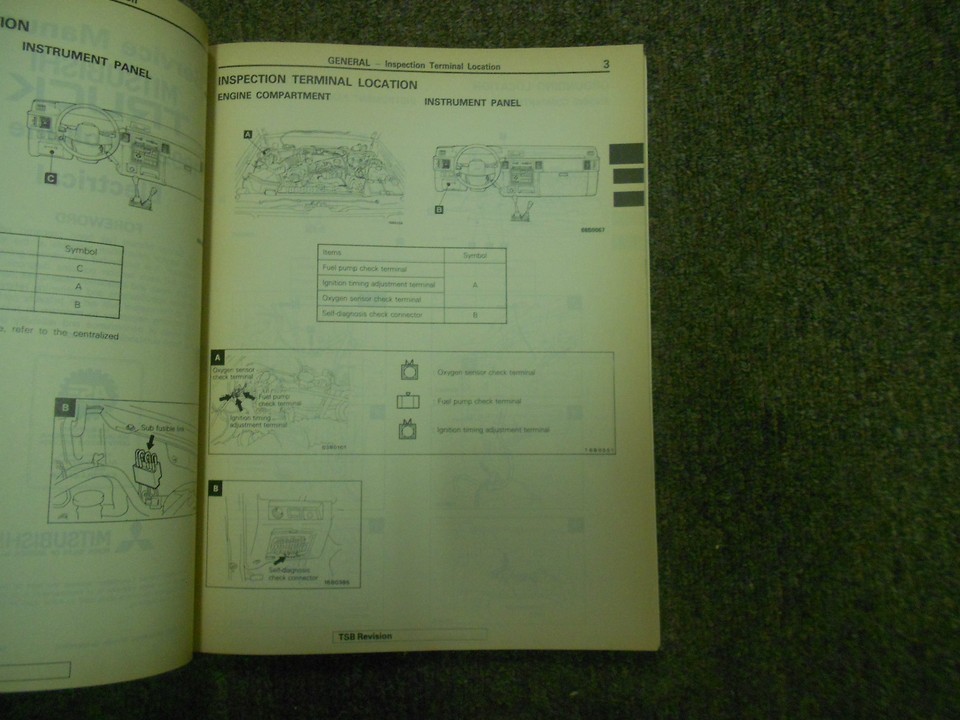 ION
INSTRUMENT PANEL
C
Symbol
C
A
B
, refer to the centralized
B
Sub fusible link
GENERAL – Inspection Terminal Location
3
INSPECTION TERMINAL LOCATION
ENGINE COMPARTMENT
INSTRUMENT PANEL
A
B
Items
Symbol
Fuel pump check terminal
Ignition timing adjustment terminal
A
Oxygen sensor check terminal
Self-diagnosis check connector
B
A
Oxygen sensor
check terminal
Fuel pump
check terminal
Ignition timing
adjustment terminal
Oxygen sensor check terminal
Fuel pump check terminal
Ignition timing adjustment terminal
B
Self-diagnosis
check connector
TSB Revision